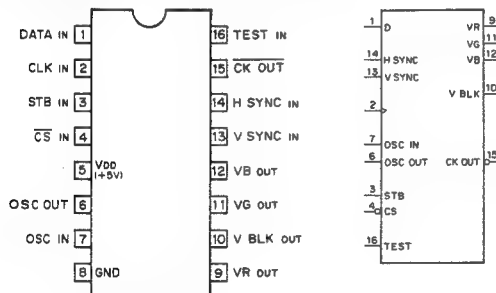 DATA IN 1
CLK IN 2
STB IN 3
CS IN 4
5 VDD
(+5V)
OSC OUT 6
OSC IN 7
8 GND
16 TEST IN
15 CK OUT
14 H SYNC IN
13 V SYNC IN
12 VB OUT
11 VG OUT
10 V BLK OUT
9 VR OUT
1 D
14 H SYNC
13 V SYNC
2
7 OSC IN
6 OSC OUT
3 STB
4 CS
16 TEST
VR 9
VG 11
VB 12
V BLK 10
CK OUT 15